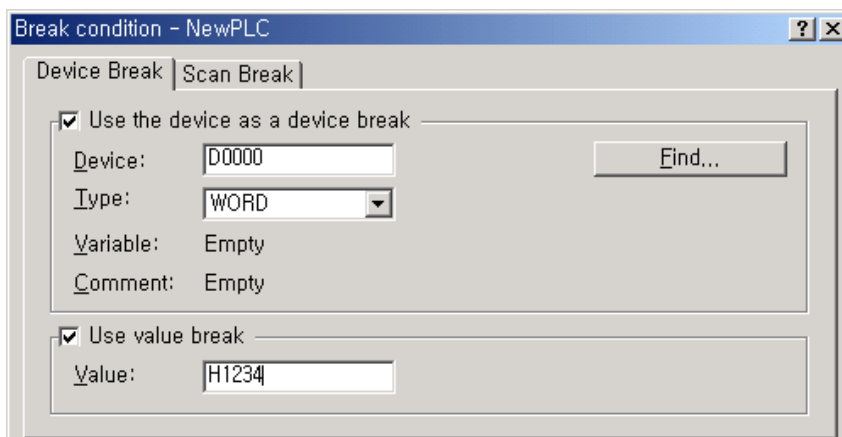 Break condition - NewPLC
Device Break Scan Break
Use the device as a device break
Device: D0000 Find...
Type: WORD
Variable: Empty
Comment: Empty
Use value break
Value: H1234